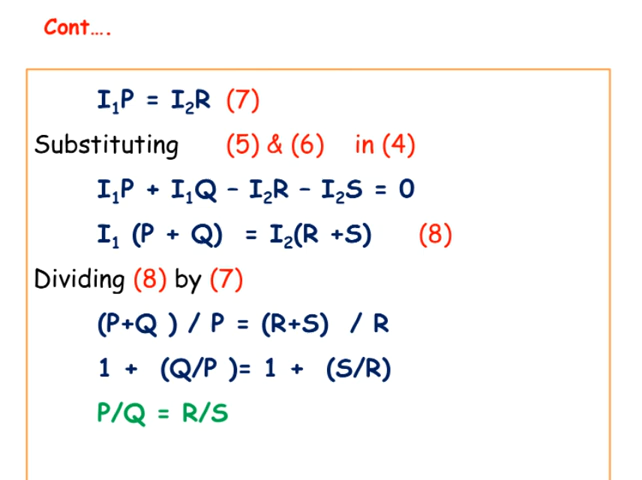 Cont....
I₁P = I₂R (7)
Substituting (5) & (6) in (4)
I₁P + I₁Q – I₂R – I₂S = 0
I₁ (P + Q) = I₂(R +S) (8)
Dividing (8) by (7)
(P+Q ) / P = (R+S) / R
1 + (Q/P )= 1 + (S/R)
P/Q = R/S